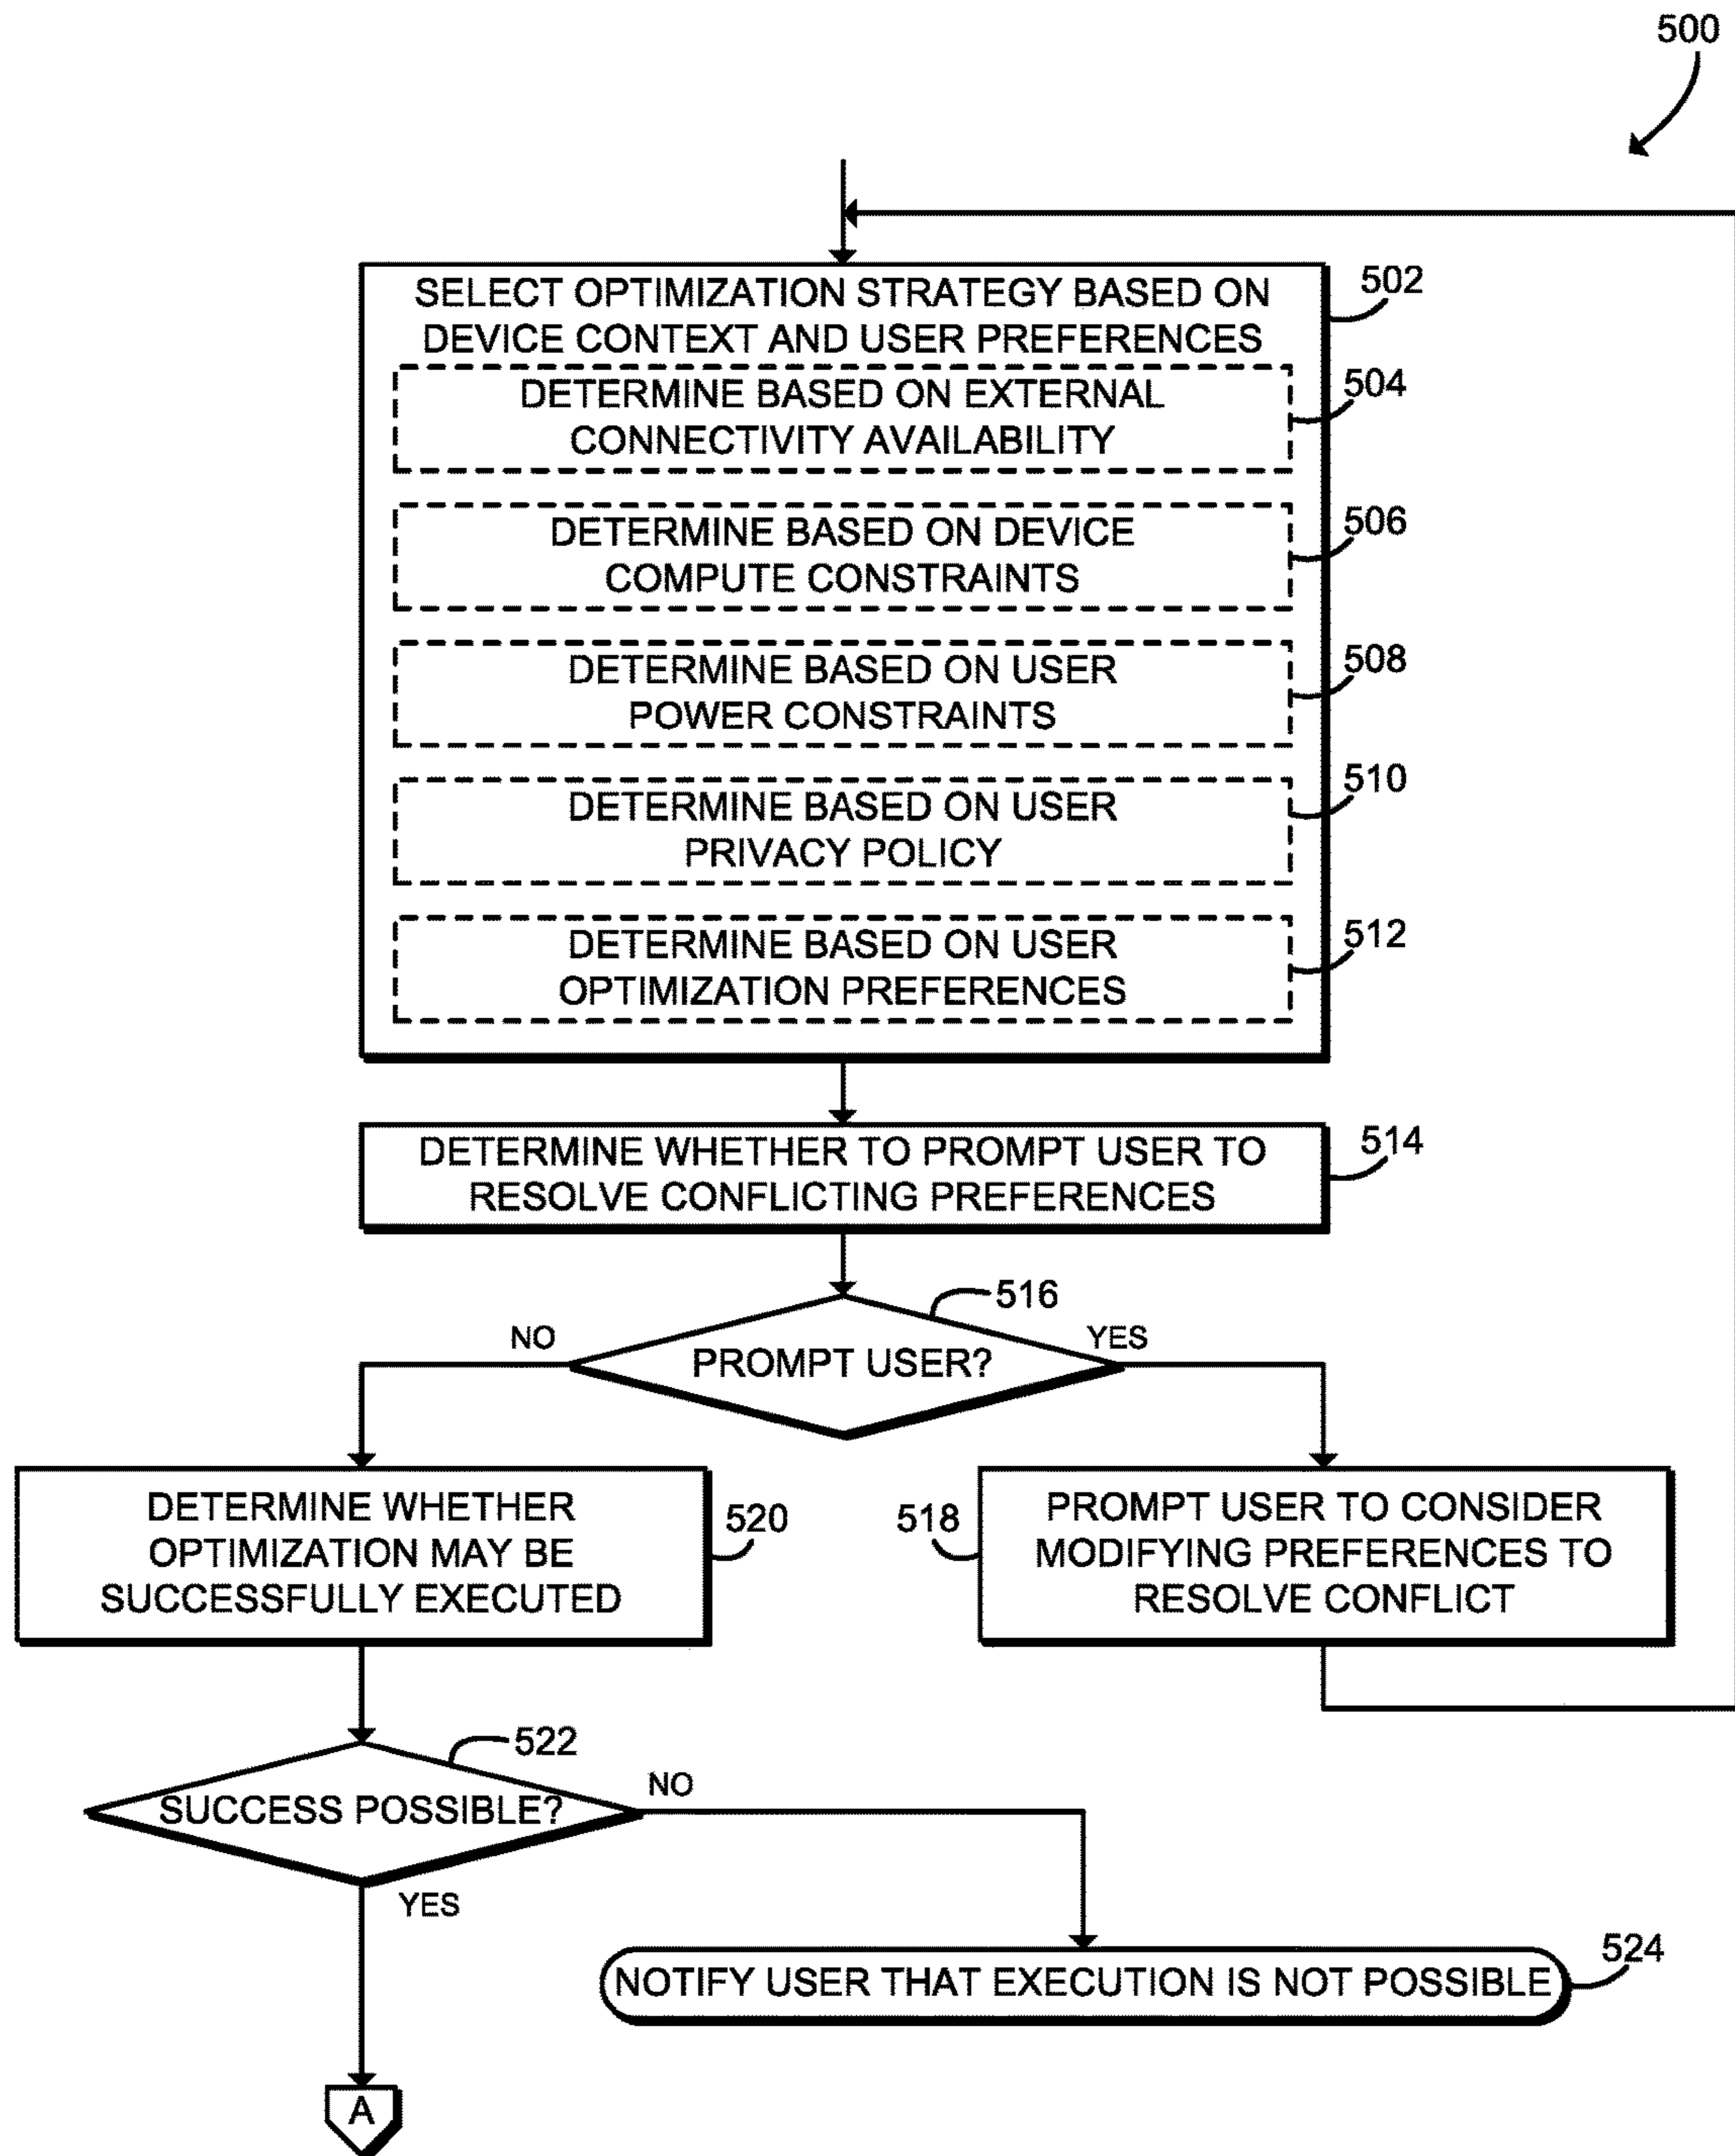 500
SELECT OPTIMIZATION STRATEGY BASED ON
DEVICE CONTEXT AND USER PREFERENCES
502
DETERMINE BASED ON EXTERNAL
CONNECTIVITY AVAILABILITY
504
DETERMINE BASED ON DEVICE
COMPUTE CONSTRAINTS
506
DETERMINE BASED ON USER
POWER CONSTRAINTS
508
DETERMINE BASED ON USER
PRIVACY POLICY
510
DETERMINE BASED ON USER
OPTIMIZATION PREFERENCES
512
DETERMINE WHETHER TO PROMPT USER TO
RESOLVE CONFLICTING PREFERENCES
514
516
NO
YES
PROMPT USER?
DETERMINE WHETHER
OPTIMIZATION MAY BE
SUCCESSFULLY EXECUTED
520
518
PROMPT USER TO CONSIDER
MODIFYING PREFERENCES TO
RESOLVE CONFLICT
522
NO
SUCCESS POSSIBLE?
YES
NOTIFY USER THAT EXECUTION IS NOT POSSIBLE
524
A